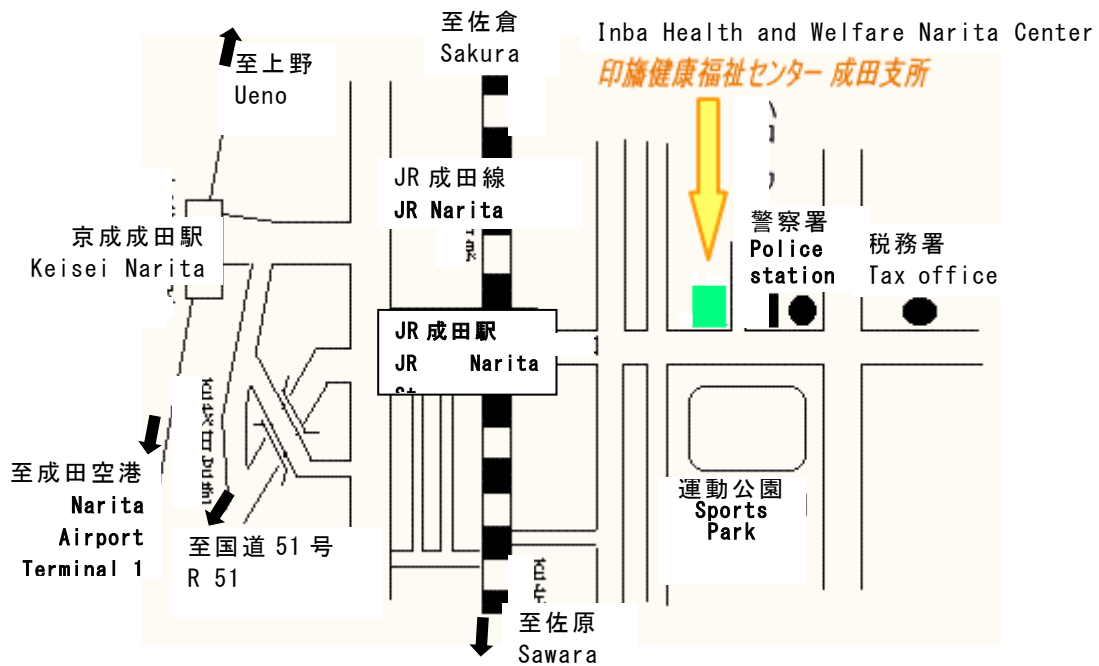 至佐倉
Sakura
Inba Health and Welfare Narita Center
印旛健康福祉センター 成田支所
至上野
Ueno
JR 成田線
JR Narita
京成成田駅
Keisei Narita
警察署
Police
station
税務署
Tax office
JR 成田駅
JR Narita
至成田空港
Narita
Airport
Terminal 1
至国道 51 号
R 51
運動公園
Sports
Park
至佐原
Sawara